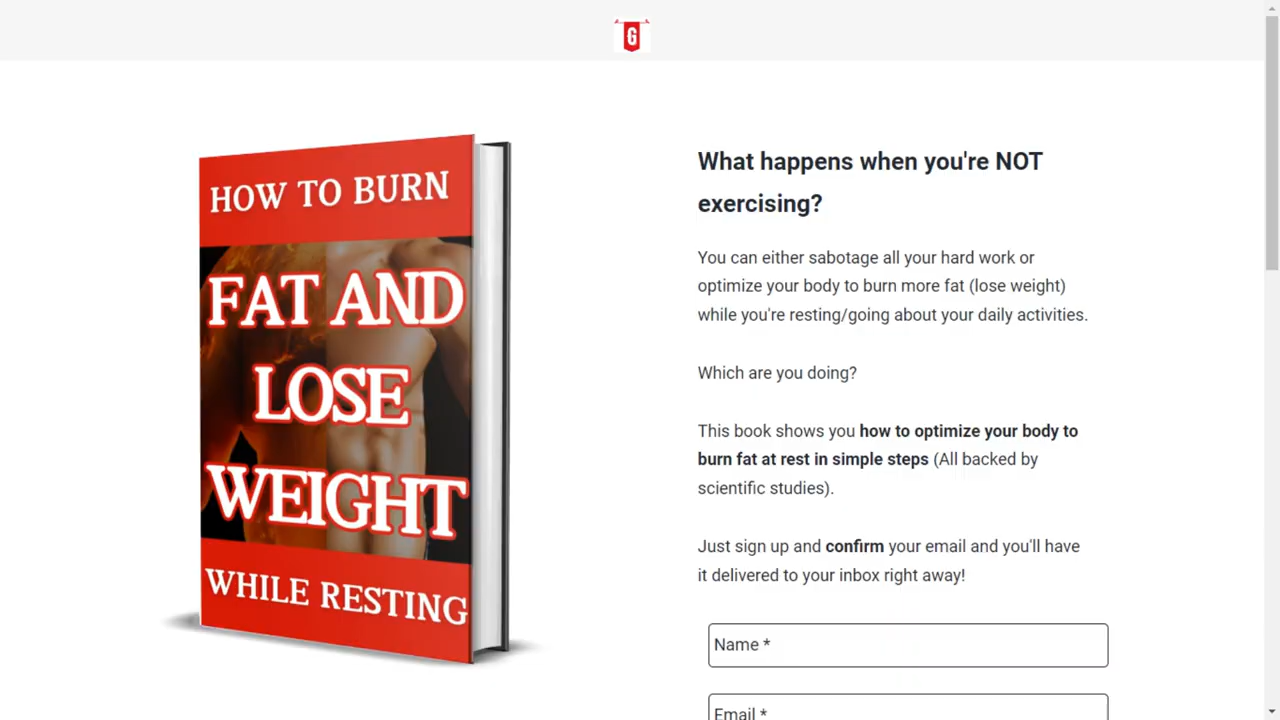 G
HOW TO BURN
FAT AND
LOSE
WEIGHT
WHILE RESTING
What happens when you're NOT
exercising?
You can either sabotage all your hard work or
optimize your body to burn more fat (lose weight)
while you're resting/going about your daily activities.
Which are you doing?
This book shows you how to optimize your body to
burn fat at rest in simple steps (All backed by
scientific studies).
Just sign up and confirm your email and you'll have
it delivered to your inbox right away!
Name *
Email *